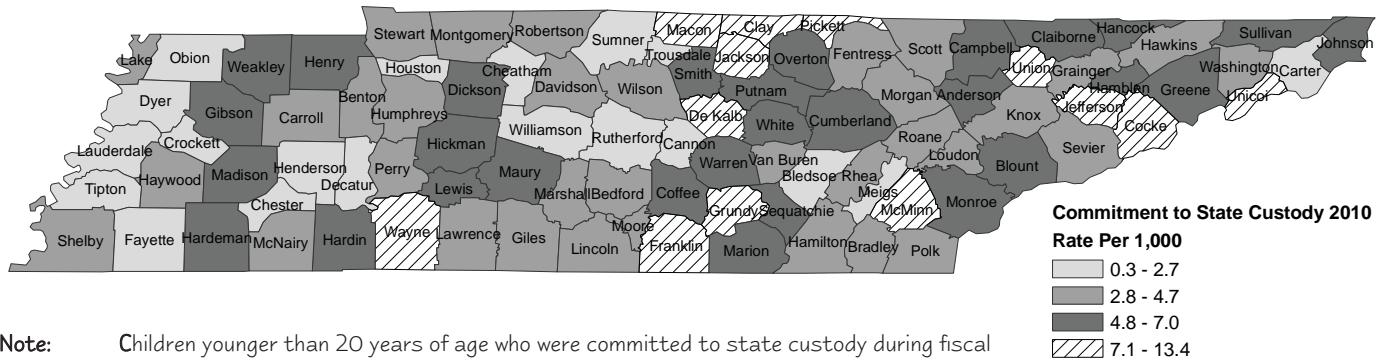 Stewart Montgomery Robertson Sumner Macon Clay Pickett
Lake Obion Weakley Henry Houston Cheatham Davidson Wilson Trousdale Smith Jackson Overton Fentress Scott Campbell Claiborne Hancock Hawkins Sullivan Johnson
Union Grainger Hamblen Washington Carter
Dyer Gibson Carroll Benton Humphreys Dickson De Kalb Putnam Morgan Anderson Jefferson Greene Unicoi
Crockett Williamson Rutherford Cannon White Cumberland Knox Cocke
Lauderdale Haywood Madison Henderson Decatur Perry Hickman Maury Warren Van Buren Bledsoe Rhea Roane Loudon Blount Sevier
Tipton Chester Lewis Marshall Bedford Coffee Grundy Sequatchie Meigs McMinn Monroe
Shelby Fayette Hardeman McNairy Hardin Wayne Lawrence Giles Lincoln Moore Franklin Marion Hamilton Bradley Polk
Commitment to State Custody 2010
Rate Per 1,000
0.3 - 2.7
2.8 - 4.7
4.8 - 7.0
7.1 - 13.4
Note: Children younger than 20 years of age who were committed to state custody during fiscal